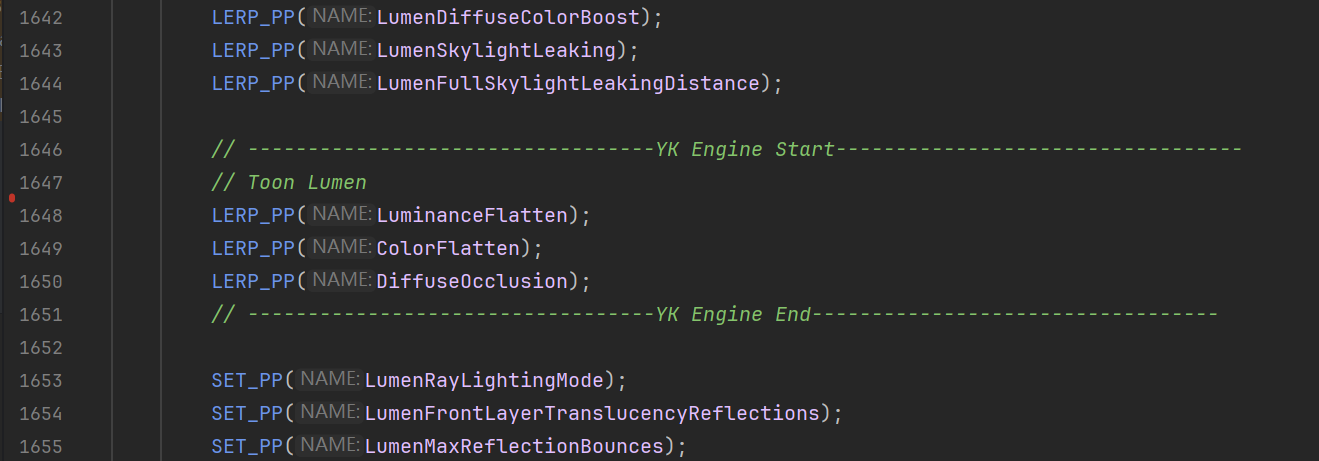 1642 LERP_PP(NAME:LumenDiffuseColorBoost);
1643 LERP_PP(NAME:LumenSkylightLeaking);
1644 LERP_PP(NAME:LumenFullSkylightLeakingDistance);
1645
1646 // ----------------------------------YK Engine Start----------------------------------
1647 // Toon Lumen
1648 LERP_PP(NAME:LuminanceFlatten);
1649 LERP_PP(NAME:ColorFlatten);
1650 LERP_PP(NAME:DiffuseOcclusion);
1651 // ----------------------------------YK Engine End----------------------------------
1652
1653 SET_PP(NAME:LumenRayLightingMode);
1654 SET_PP(NAME:LumenFrontLayerTranslucencyReflections);
1655 SET_PP(NAME:LumenMaxReflectionBounces);